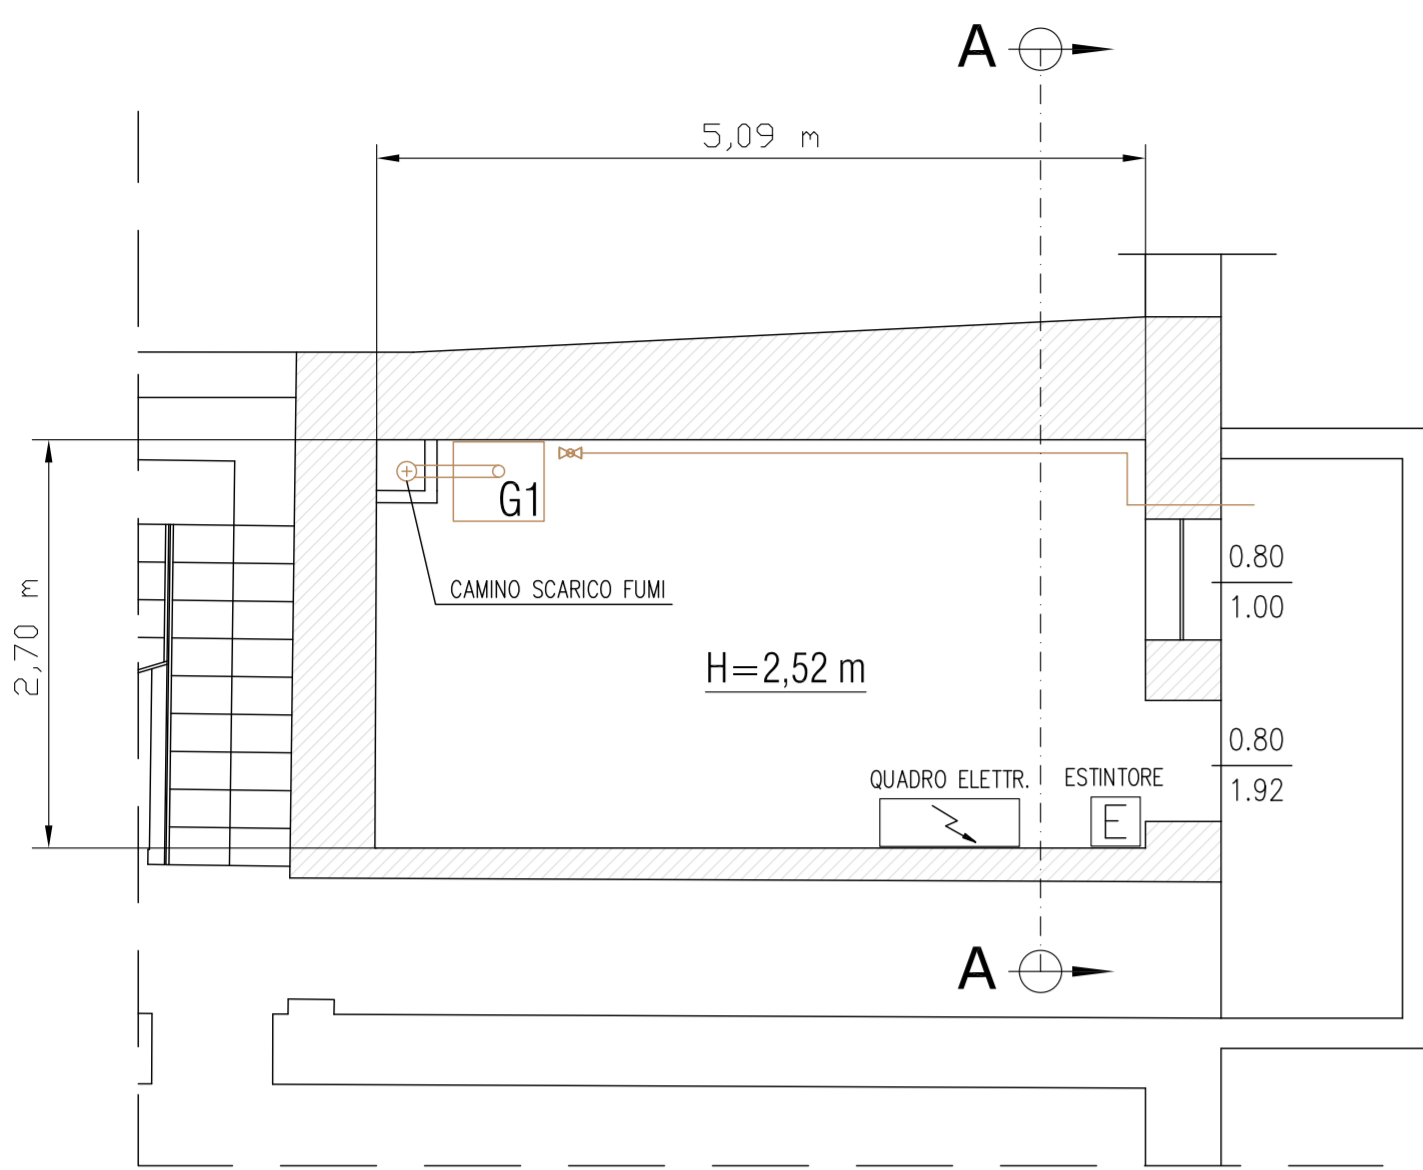 A
5,09 m
G1
CAMINO SCARICO FUMI
0.80
1.00
2,70 m
H=2,52 m
0.80
1.92
QUADRO ELETTR.
ESTINTORE
E
A